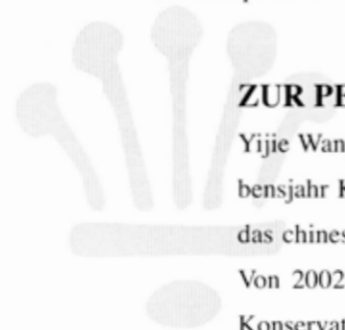 ZUR PE
Yijie Wan
bensjahr K
das chines
Von 2002
Konservat